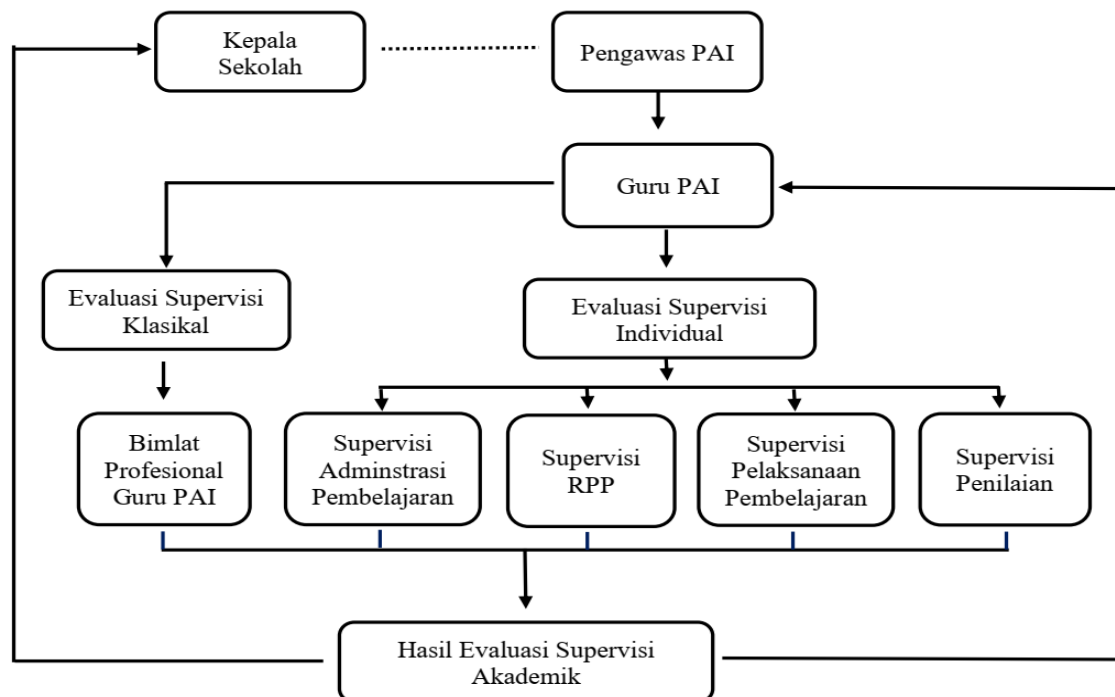 Kepala
Sekolah
Pengawas PAI
Guru PAI
Evaluasi Supervisi
Klasikal
Evaluasi Supervisi
Individual
Bimlat
Profesional
Guru PAI
Supervisi
Adminstrasi
Pembelajaran
Supervisi
RPP
Supervisi
Pelaksanaan
Pembelajaran
Supervisi
Penilaian
Hasil Evaluasi Supervisi
Akademik